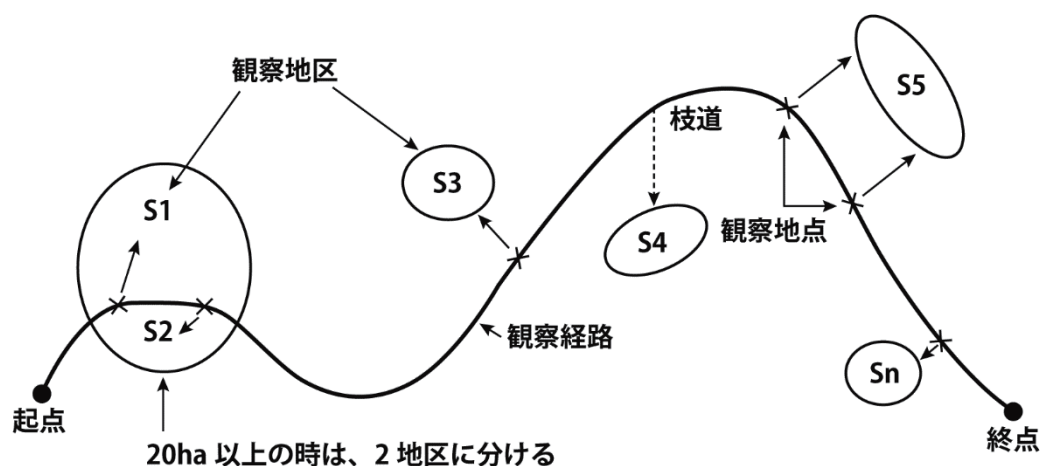 観察地区
S5
枝道
S1
S3
S4
観察地点
S2
観察経路
Sn
起点
終点
20ha 以上の時は、2 地区に分ける